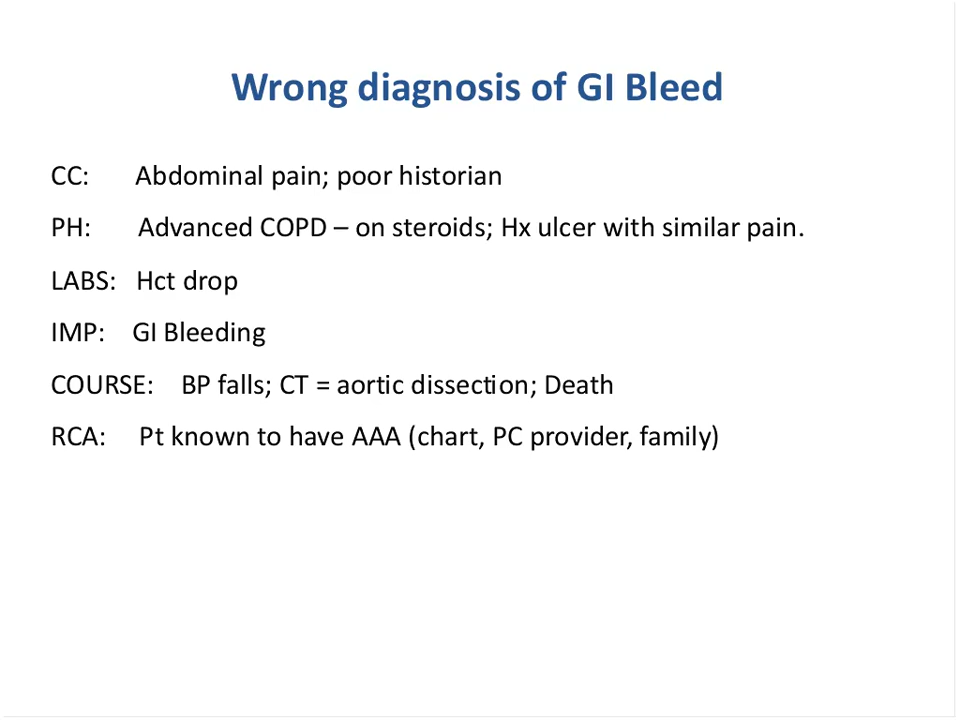 Wrong diagnosis of GI Bleed
CC: Abdominal pain; poor historian
PH: Advanced COPD – on steroids; Hx ulcer with similar pain.
LABS: Hct drop
IMP: GI Bleeding
COURSE: BP falls; CT = aortic dissection; Death
RCA: Pt known to have AAA (chart, PC provider, family)